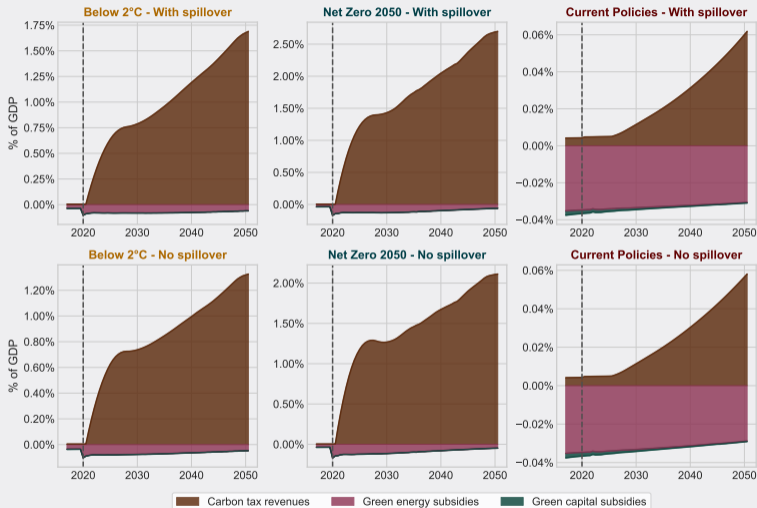 Below 2°C - With spillover
Net Zero 2050 - With spillover
Current Policies - With spillover
% of GDP
1.75%
1.50%
1.25%
1.00%
0.75%
0.50%
0.25%
0.00%
2020 2030 2040 2050
2.50%
2.00%
1.50%
1.00%
0.50%
0.00%
2020 2030 2040 2050
0.06%
0.04%
0.02%
0.00%
−0.02%
−0.04%
2020 2030 2040 2050
Below 2°C - No spillover
Net Zero 2050 - No spillover
Current Policies - No spillover
% of GDP
1.20%
1.00%
0.80%
0.60%
0.40%
0.20%
0.00%
2020 2030 2040 2050
2.00%
1.50%
1.00%
0.50%
0.00%
2020 2030 2040 2050
0.06%
0.04%
0.02%
0.00%
−0.02%
−0.04%
2020 2030 2040 2050
Carbon tax revenues Green energy subsidies Green capital subsidies